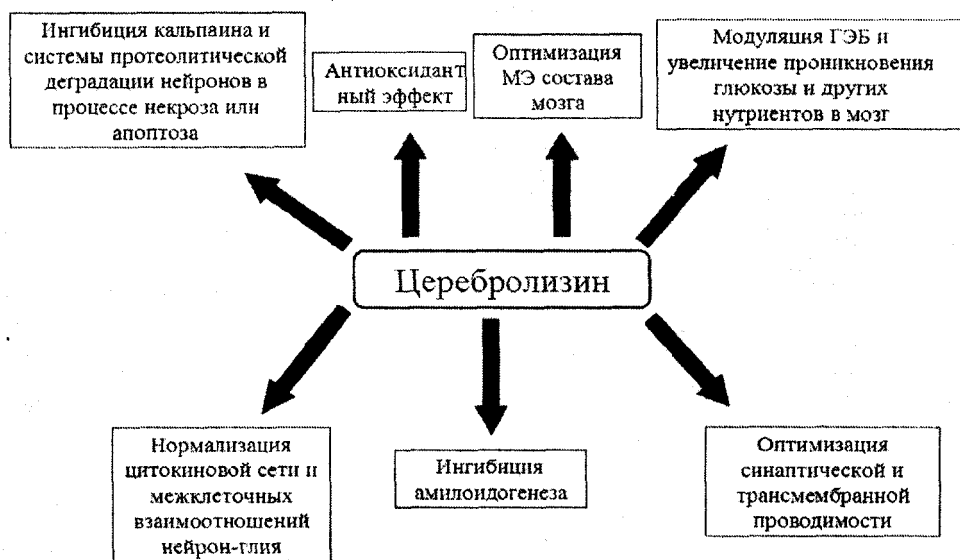 Ингибиция кальпаина и
системы протеолитической
деградации нейронов в
процессе некроза или
апоптоза
Антиоксидант
ный эффект
Оптимизация
МЭ состава
мозга
Модуляция ГЭБ и
увеличение проникновения
глюкозы и других
нутриентов в мозг
Церебролизин
Нормализация
цитокиновой сети и
межклеточных
взаимоотношений
нейрон-глия
Ингибиция
амилоидогенеза
Оптимизация
синаптической и
трансмембранной
проводимости